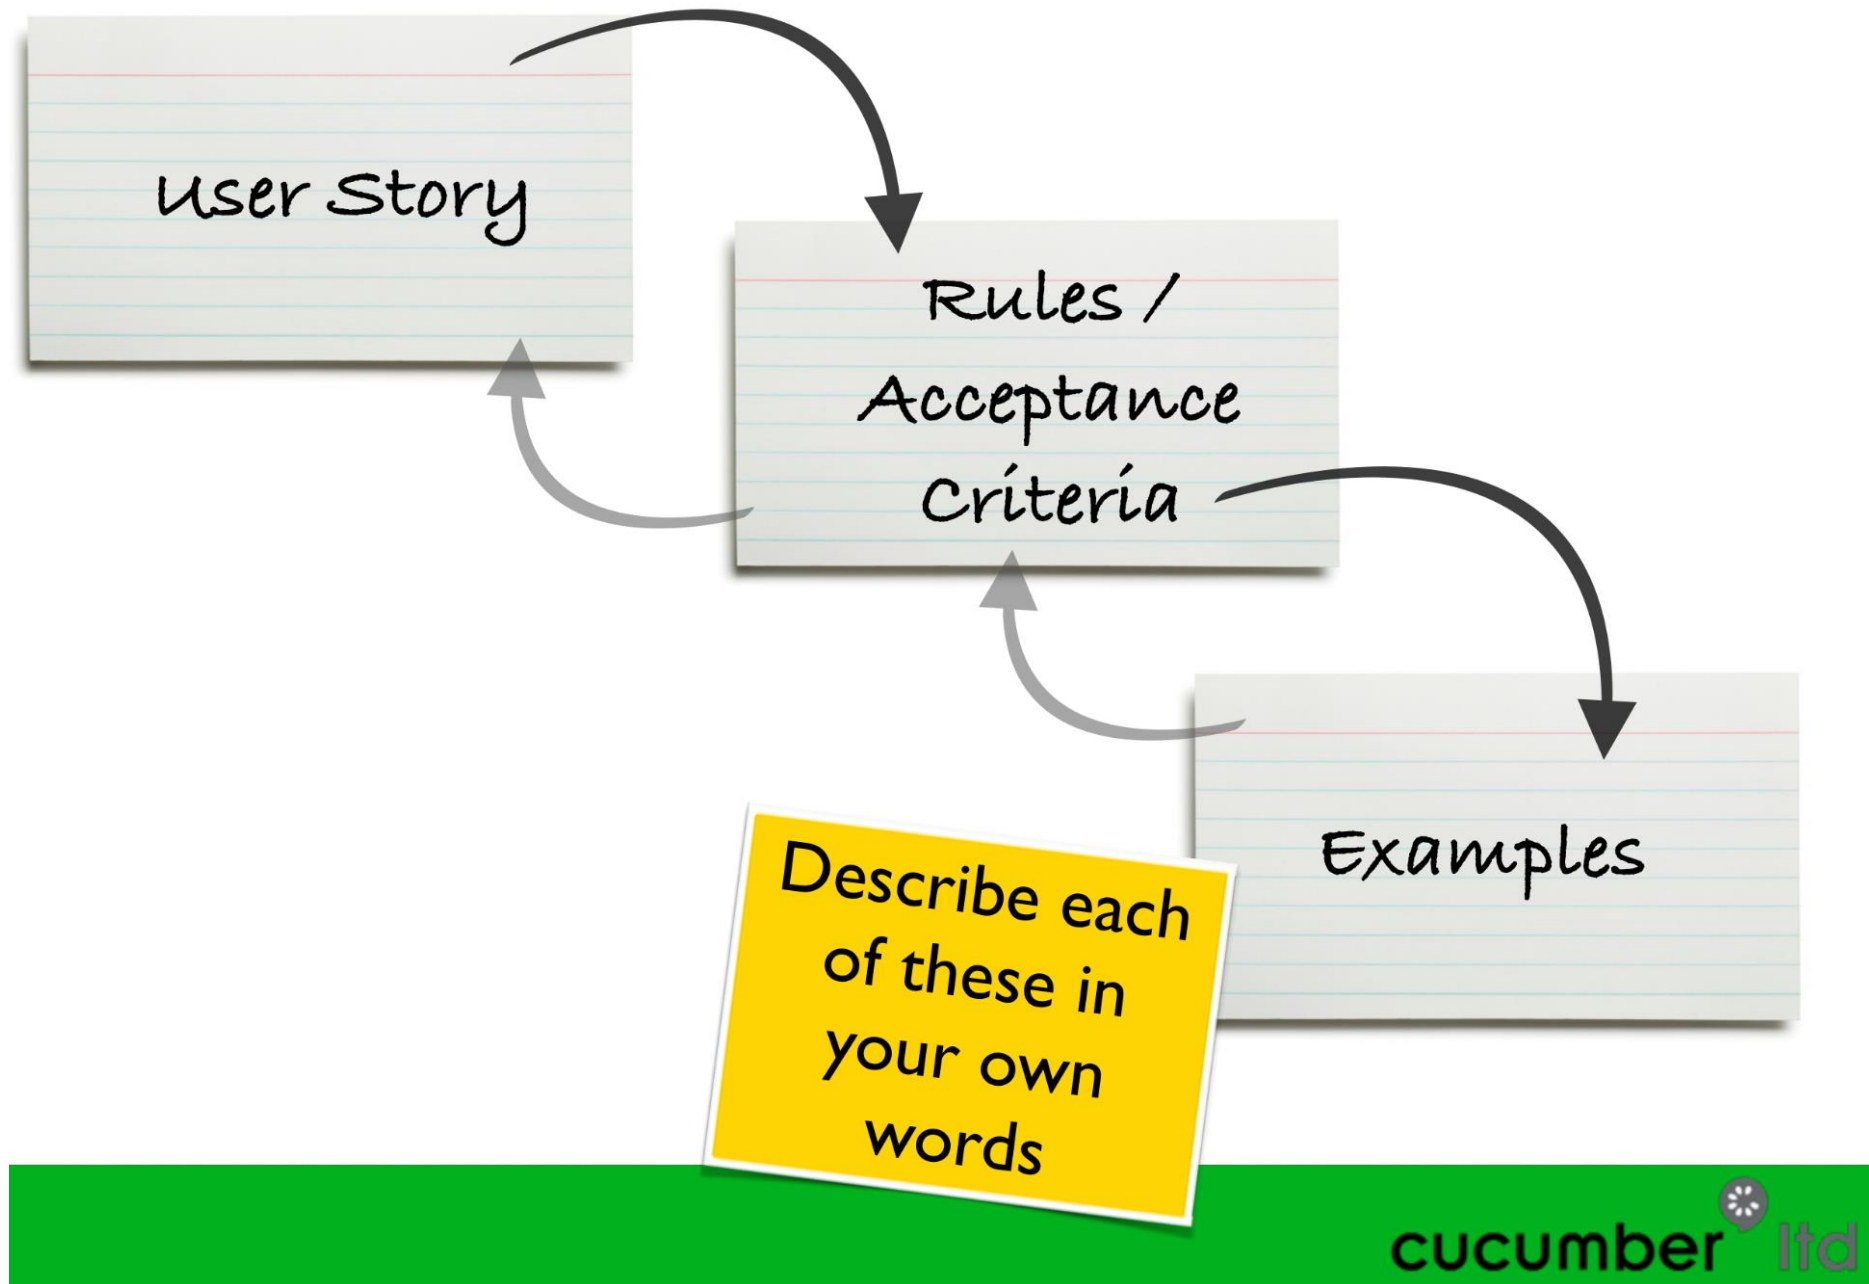 User Story
Rules /
Acceptance
Criteria
Examples
Describe each
of these in
your own
words
cucumber ltd